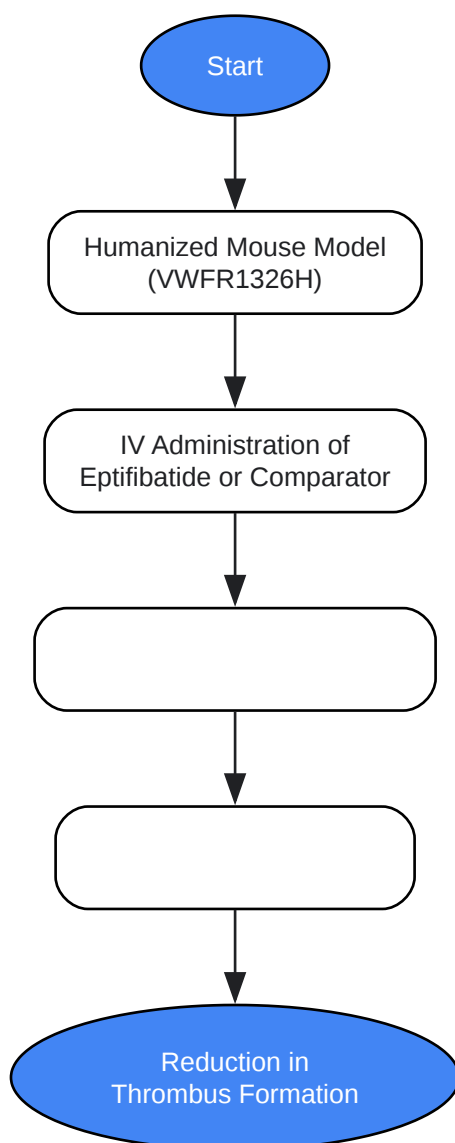 Start
Humanized Mouse Model
(VWFR1326H)
IV Administration of
Eptifibatide or Comparator
Reduction in
Thrombus Formation